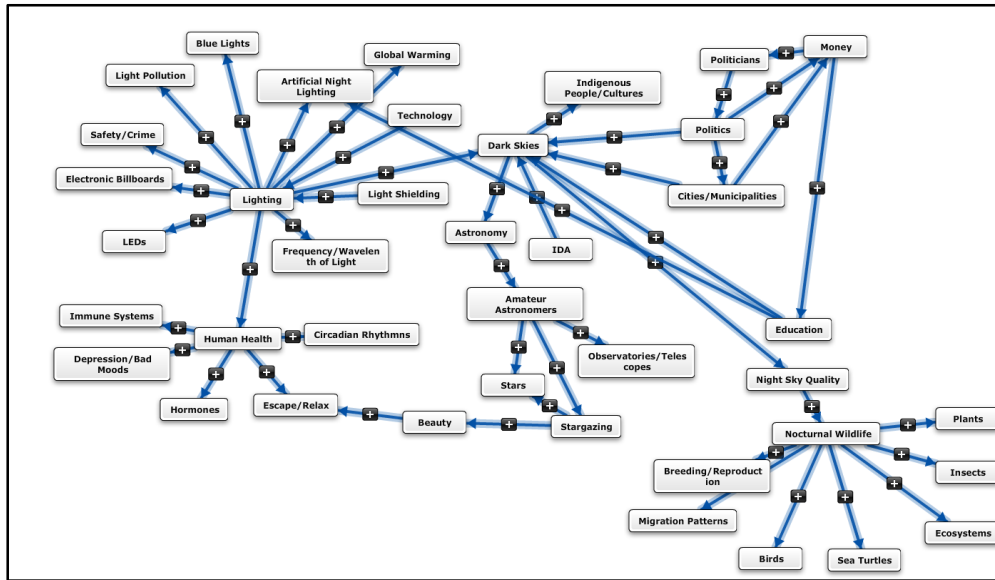 Blue Lights
Global Warming
Money
Politicians
Light Pollution
Artificial Night
Lighting
Indigenous
People/Cultures
Technology
Safety/Crime
Dark Skies
Politics
Electronic Billboards
Lighting
Light Shielding
Cities/Municipalities
LEDs
Frequency/Wavelen
th of Light
Astronomy
IDA
Immune Systems
Human Health
Circadian Rhythmns
Amateur
Astronomers
Education
Depression/Bad
Moods
Observatories/Teles
copes
Hormones
Escape/Relax
Stars
Night Sky Quality
Beauty
Stargazing
Nocturnal Wildlife
Plants
Breeding/Reproduct
ion
Insects
Migration Patterns
Ecosystems
Birds
Sea Turtles